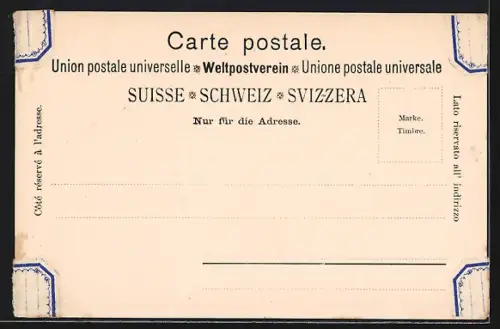 Carte postale.
Union postale universelle ※ Weltpostverein ※ Unione postale universale
SUISSE ※ SCHWEIZ ※ SVIZZERA
Nur für die Adresse.
Marke.
Timbre.
Côté réservé à l'adresse.
Lato riservato all' indirizzo